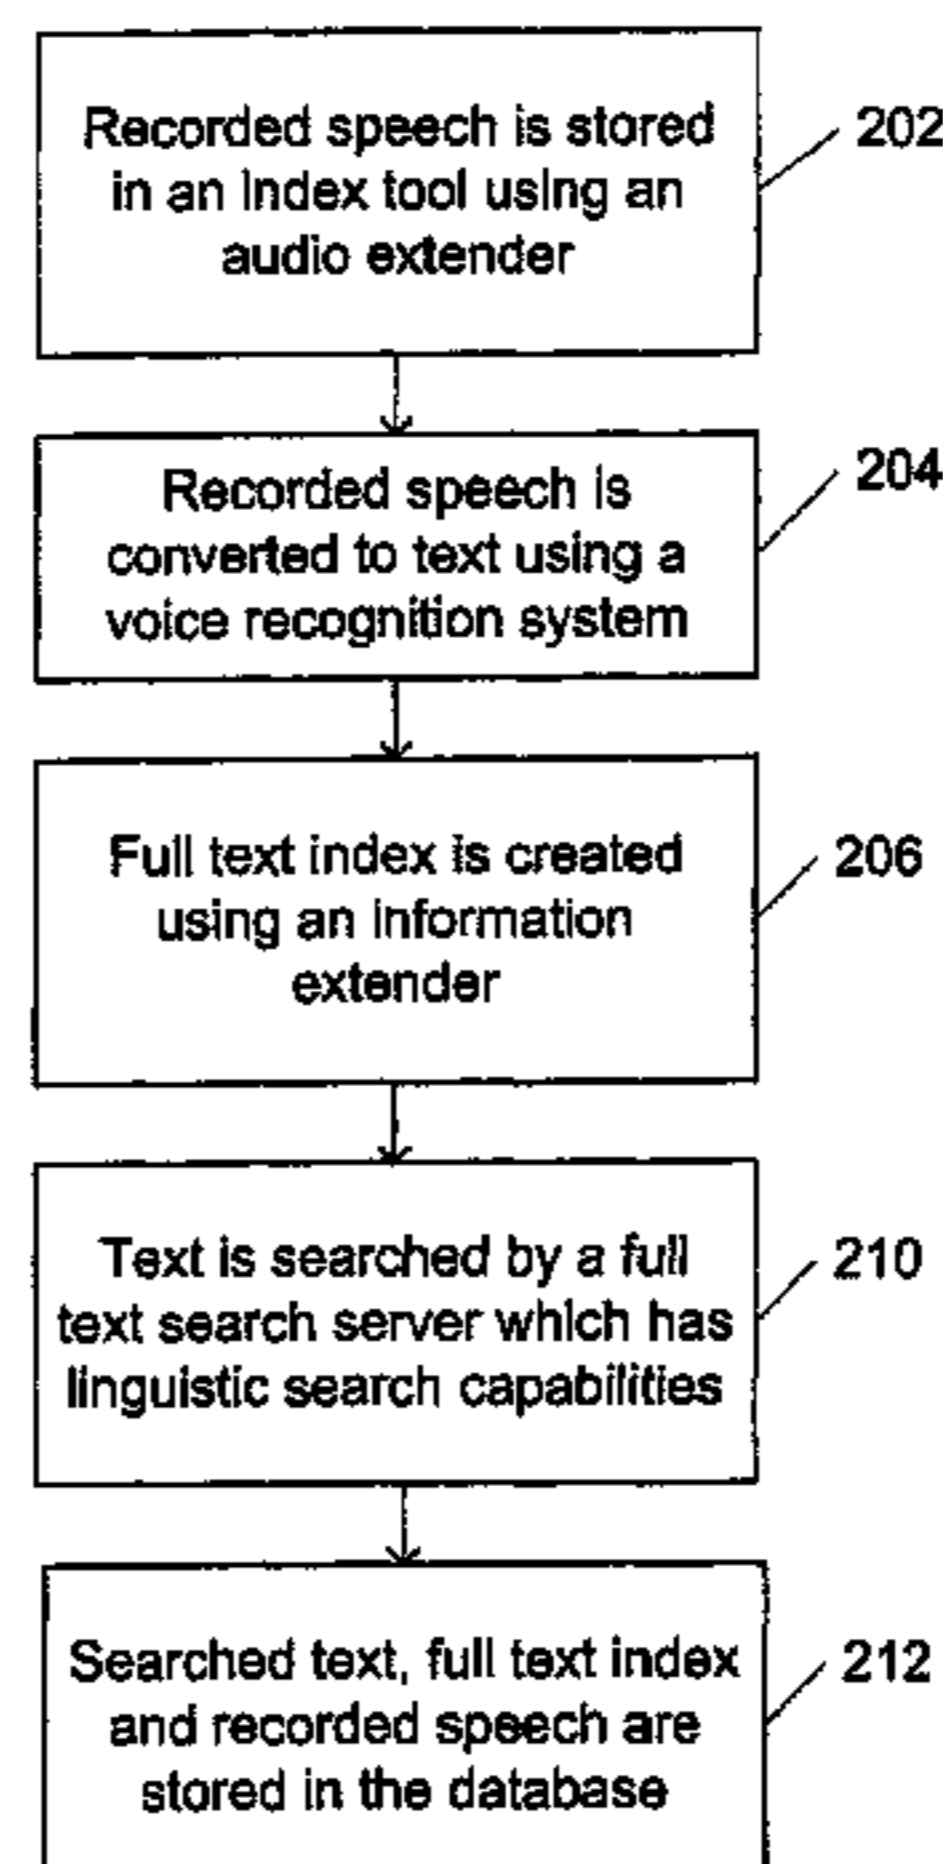 Recorded speech is stored
in an index tool using an
audio extender
202
Recorded speech is
converted to text using a
voice recognition system
204
Full text index is created
using an information
extender
206
Text is searched by a full
text search server which has
linguistic search capabilities
210
Searched text, full text index
and recorded speech are
stored in the database
212